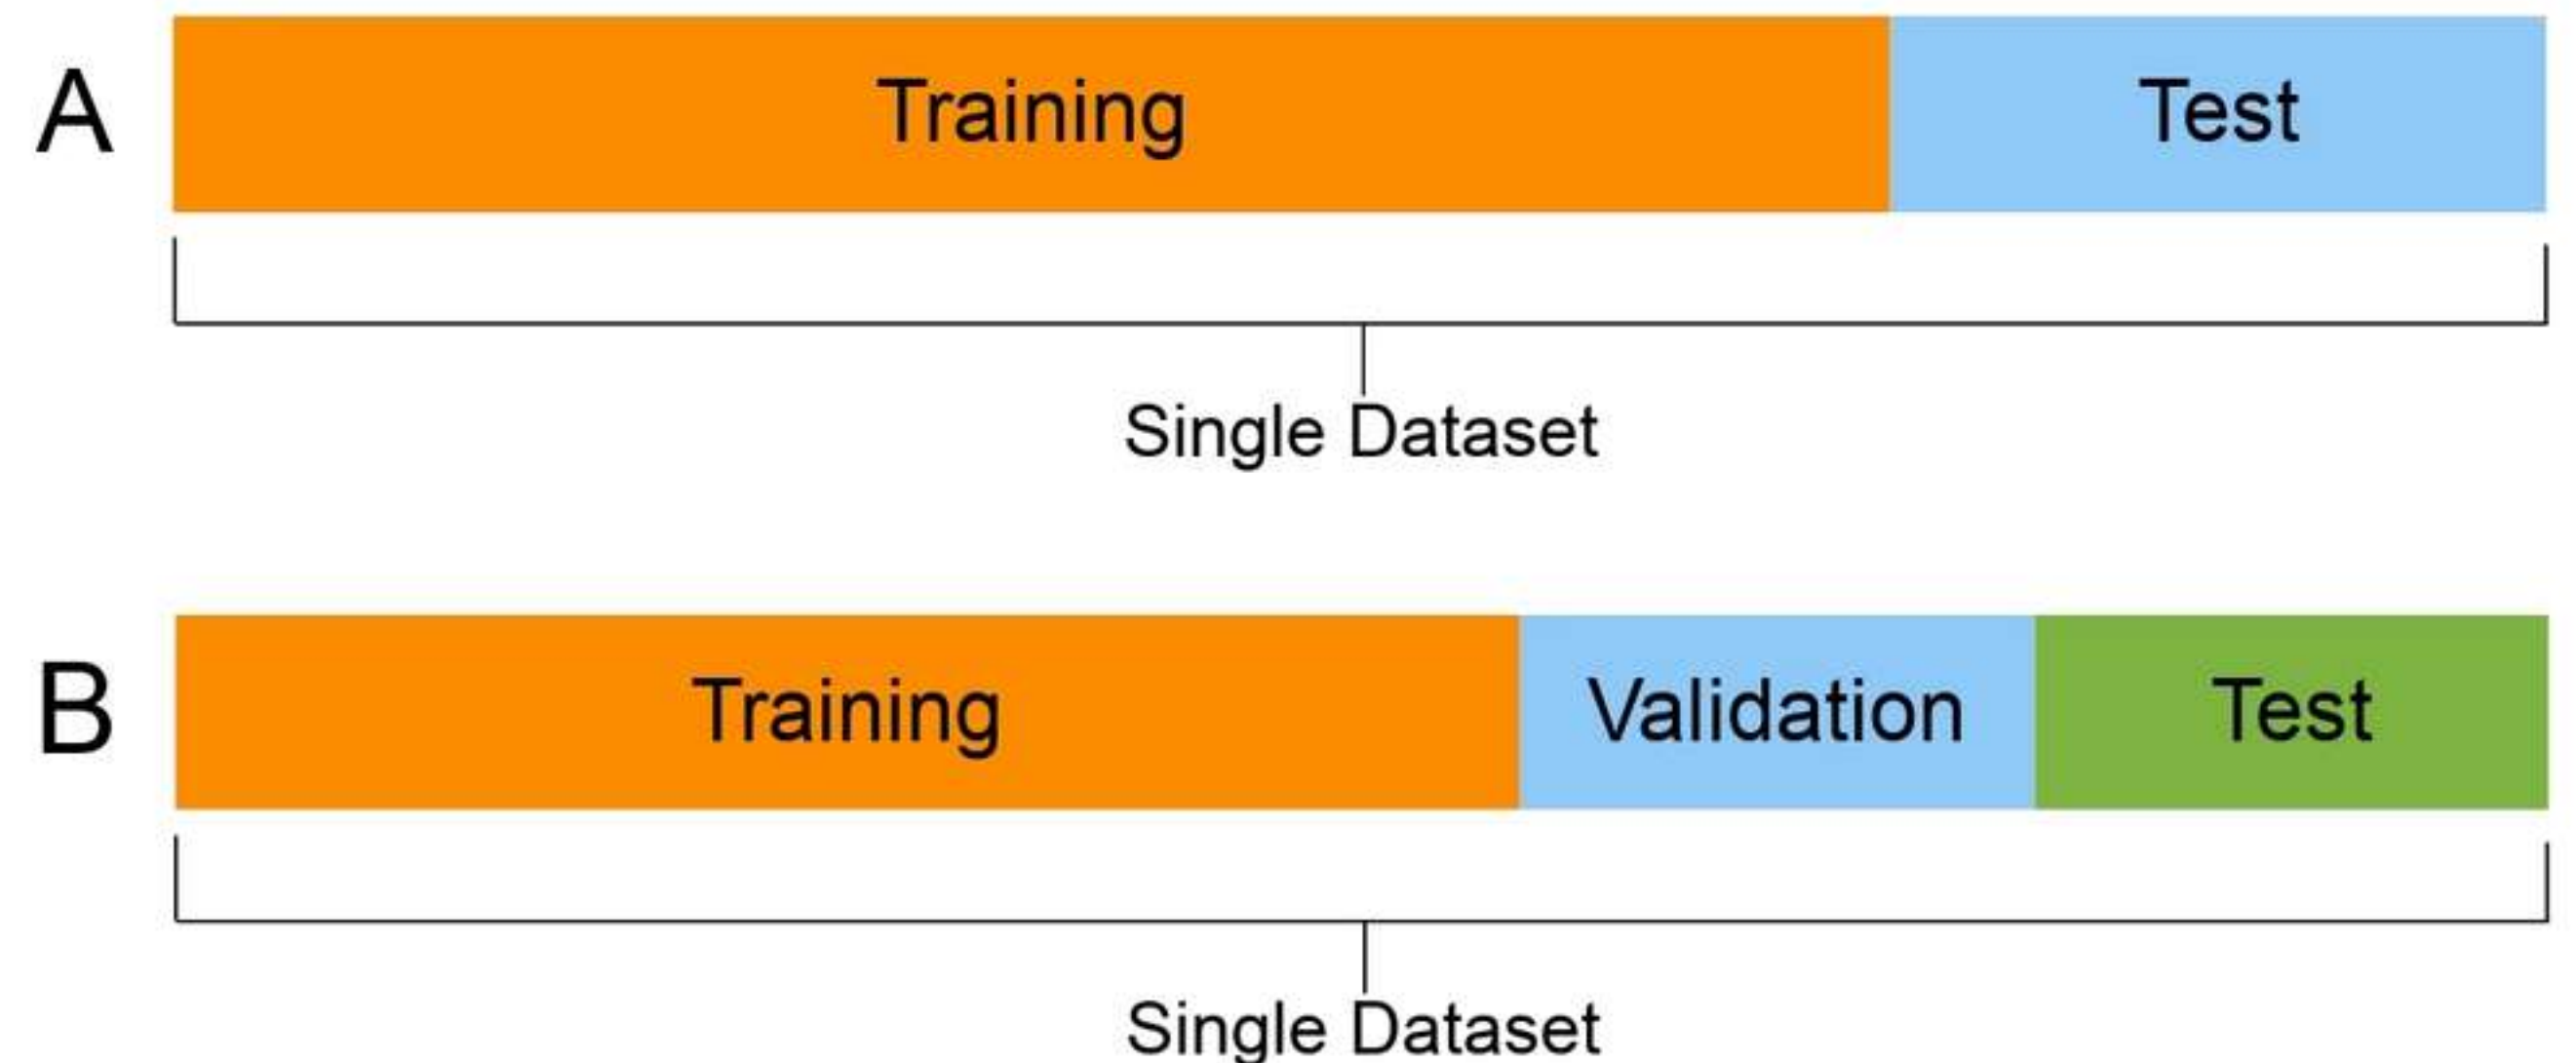 A
Training
Test
Single Dataset
B
Training
Validation
Test
Single Dataset